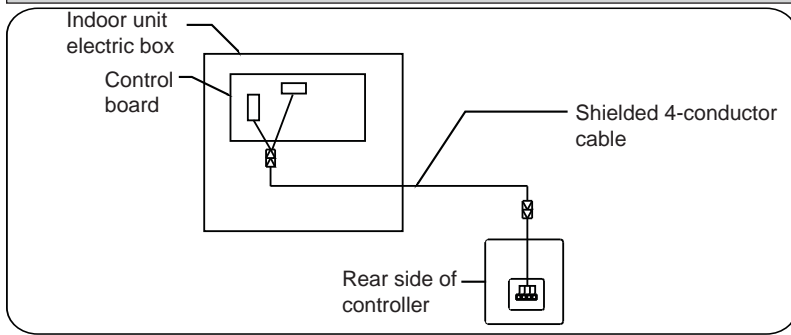 Indoor unit
electric box
Control
board
Shielded 4-conductor
cable
Rear side of
controller